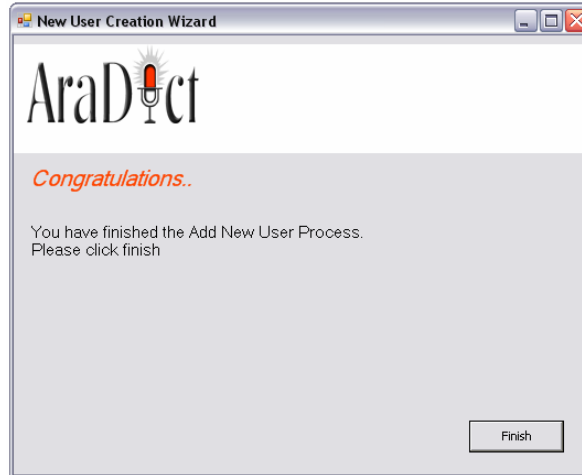 New User Creation Wizard
AraDict
Congratulations..
You have finished the Add New User Process.
Please click finish
Finish